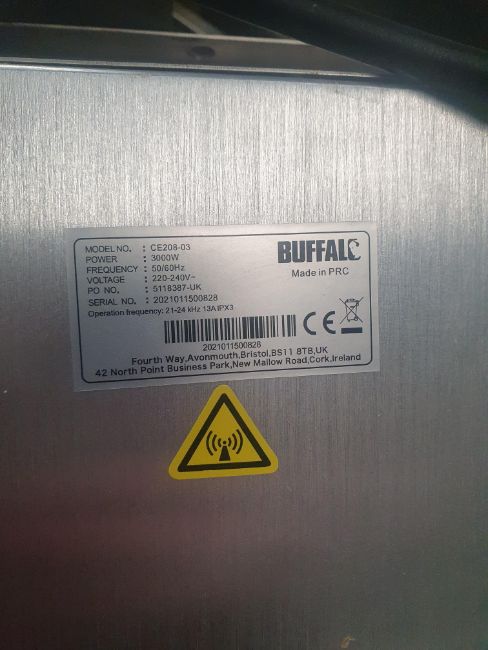 MODEL NO. : CE208-03
POWER : 3000W
FREQUENCY : 50/60Hz
VOLTAGE : 220-240V~
PO NO. : 5118387-UK
SERIAL NO. : 2021011500828
Operation frequency: 21-24 kHz 13A IPX3
BUFFALO
Made in PRC
CE
2021011500828
Fourth Way,Avonmouth,Bristol,BS11 8TB,UK
42 North Point Business Park,New Mallow Road,Cork,Ireland